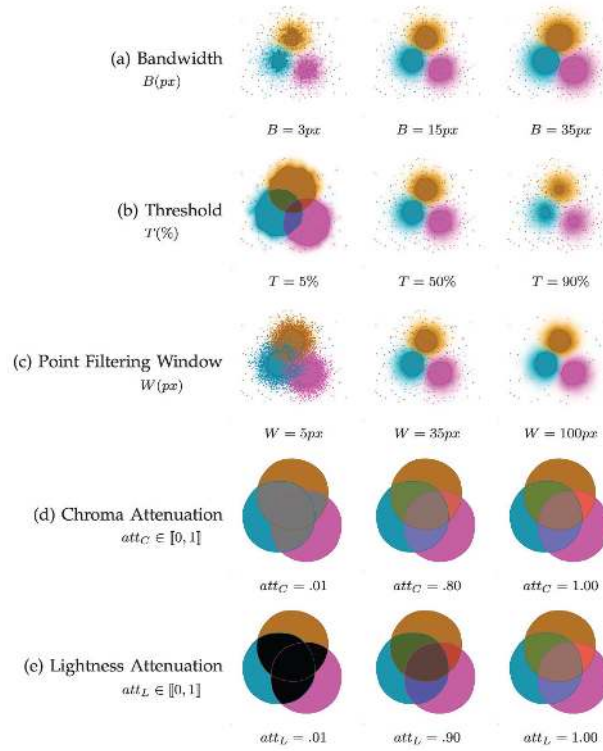 (a) Bandwidth
B(px)
B = 3px B = 15px B = 35px
(b) Threshold
T(%)
T = 5% T = 50% T = 90%
(c) Point Filtering Window
W(px)
W = 5px W = 35px W = 100px
(d) Chroma Attenuation
att_C ∈ ⟦0, 1⟧
att_C = .01 att_C = .80 att_C = 1.00
(e) Lightness Attenuation
att_L ∈ ⟦0, 1⟧
att_L = .01 att_L = .90 att_L = 1.00